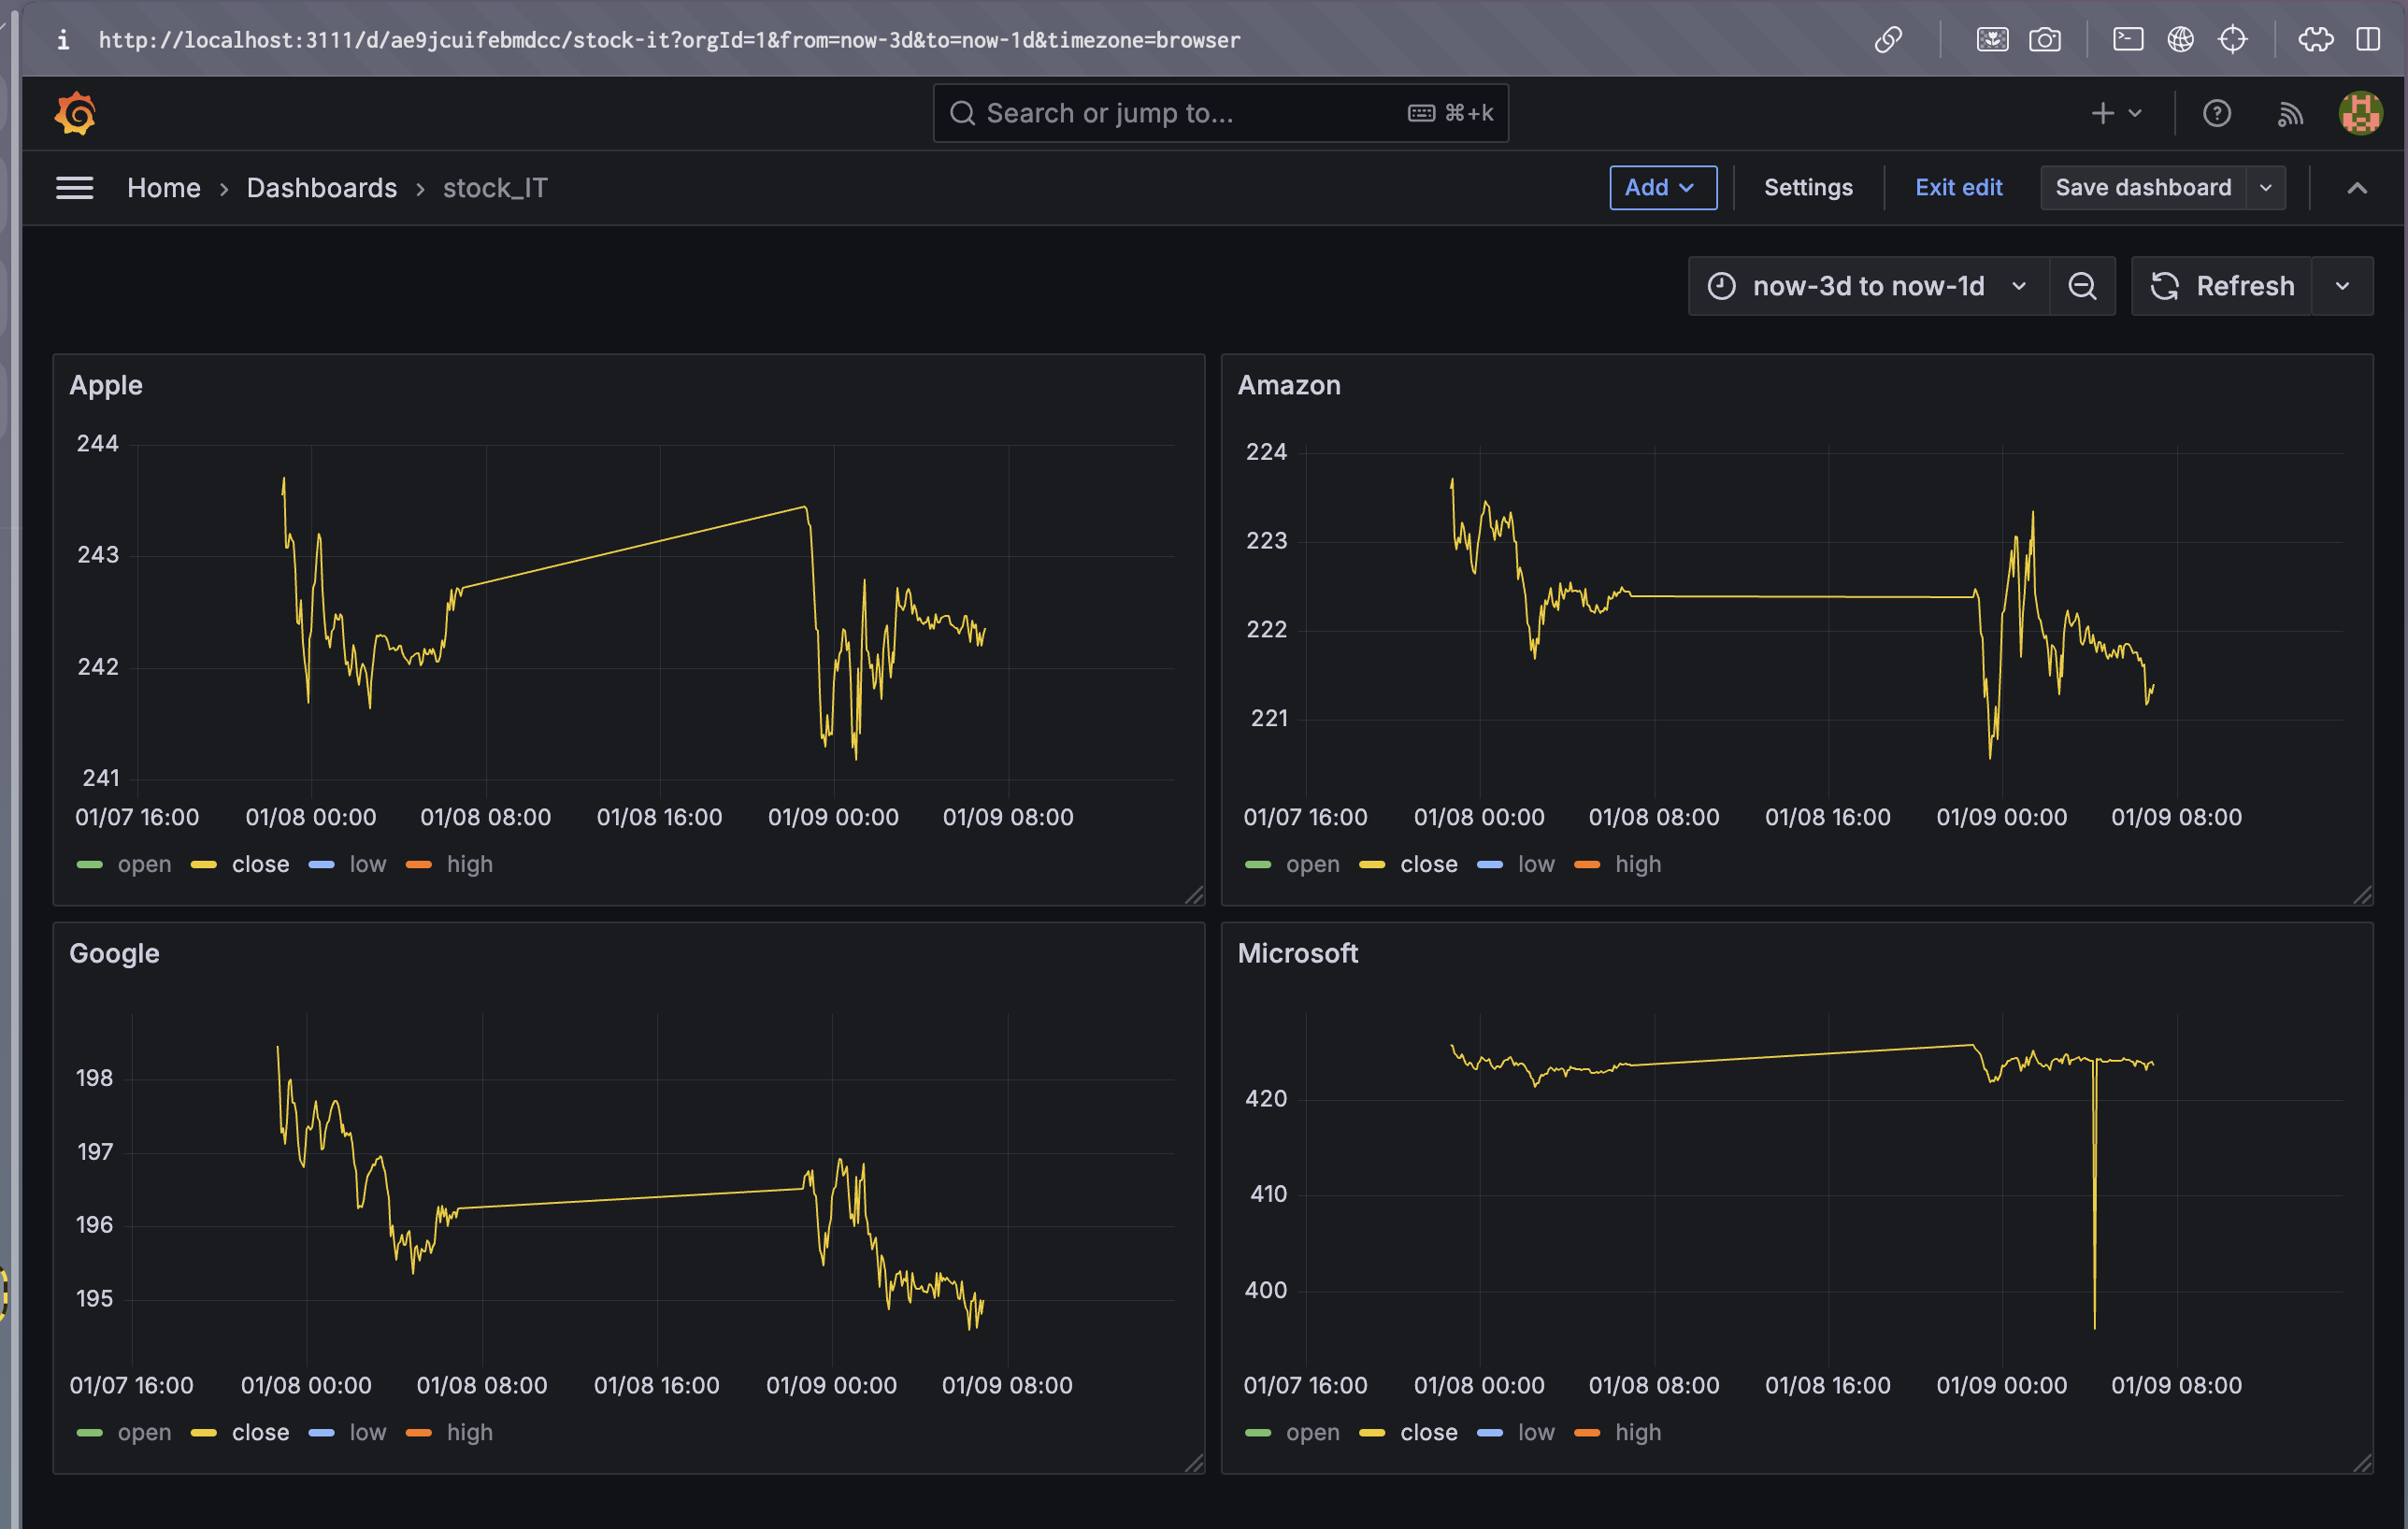 http://localhost:3111/d/ae9jcuifebmdcc/stock-it?orgId=1&from=now-3d&to=now-1d&timezone=browser
Search or jump to... ⌘+k
Home › Dashboards › stock_IT
Add Settings Exit edit Save dashboard
now-3d to now-1d Refresh
Apple
244
243
242
241
01/07 16:00 01/08 00:00 01/08 08:00 01/08 16:00 01/09 00:00 01/09 08:00
open close low high
Amazon
224
223
222
221
01/07 16:00 01/08 00:00 01/08 08:00 01/08 16:00 01/09 00:00 01/09 08:00
open close low high
Google
198
197
196
195
01/07 16:00 01/08 00:00 01/08 08:00 01/08 16:00 01/09 00:00 01/09 08:00
open close low high
Microsoft
420
410
400
01/07 16:00 01/08 00:00 01/08 08:00 01/08 16:00 01/09 00:00 01/09 08:00
open close low high